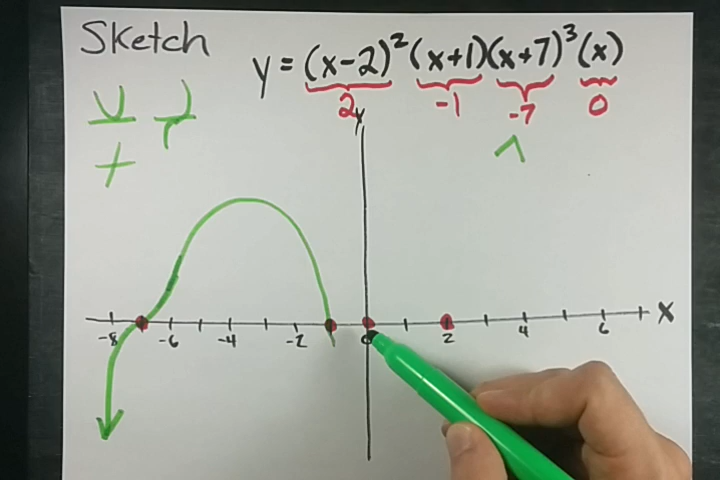 Sketch
y = (x-2)² (x+1)(x+7)³(x)
2 -1 -7 0
y
x
-8 -6 -4 -2 0 2 4 6